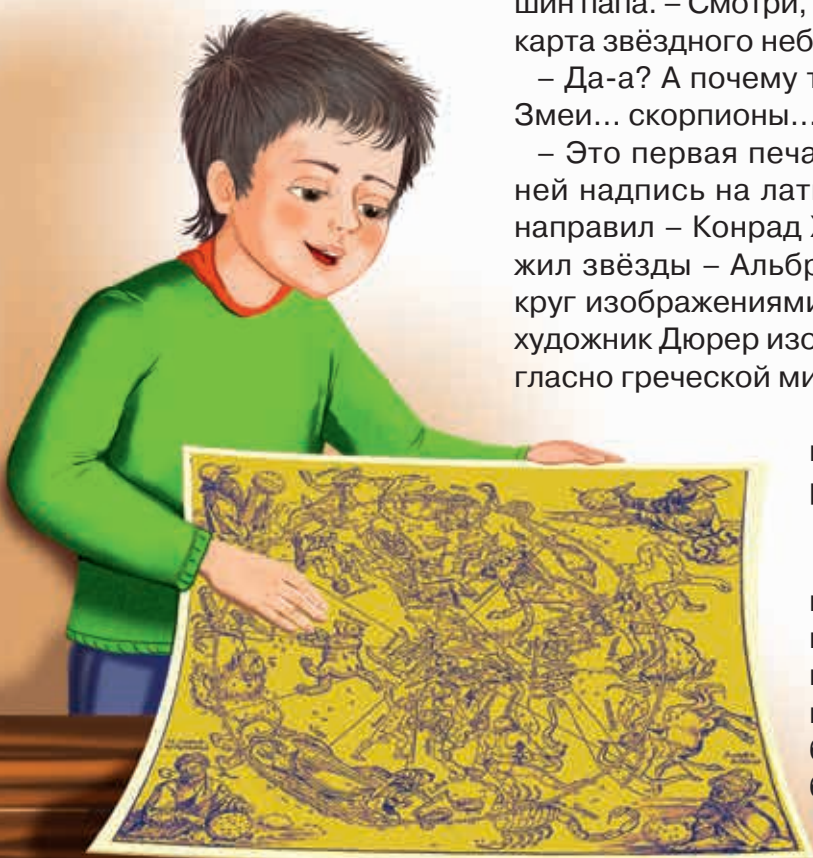 шин папа. – Смотри,
карта звёздного неб
– Да-а? А почему т
Змеи... скорпионы...
– Это первая печа
ней надпись на лат
направил – Конрад
жил звёзды – Альбр
круг изображениями
художник Дюрер изо
гласно греческой ми